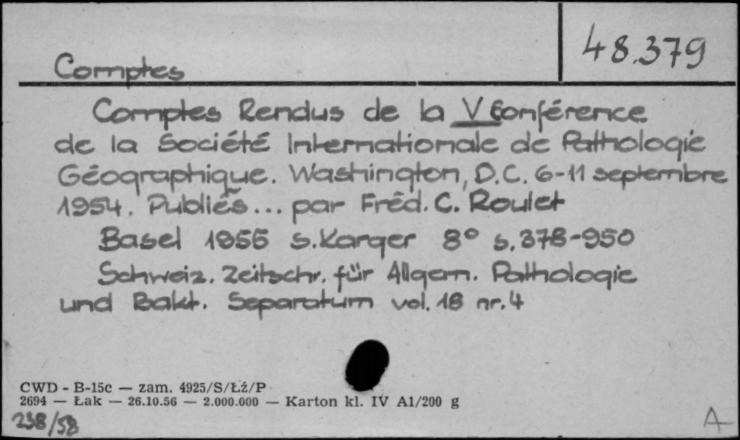 48.379
Comptes
Comptes Rendus de la V Conférence
de la Société Internationale de Pathologie
Géographique. Washington, D.C. 6-11 septembre
1954. Publiés... par Fréd. C. Roulet
Basel 1955 S. Karger 8° s. 378-950
Schweiz. Zeitschr. für Allgem. Pathologie
und Bakt. Separatum vol. 18 nr. 4
CWD - B-15c — zam. 4925/S/Łż/P
2694 — Łak — 26.10.56 — 2.000.000 — Karton kl. IV A1/200 g
238/58
A